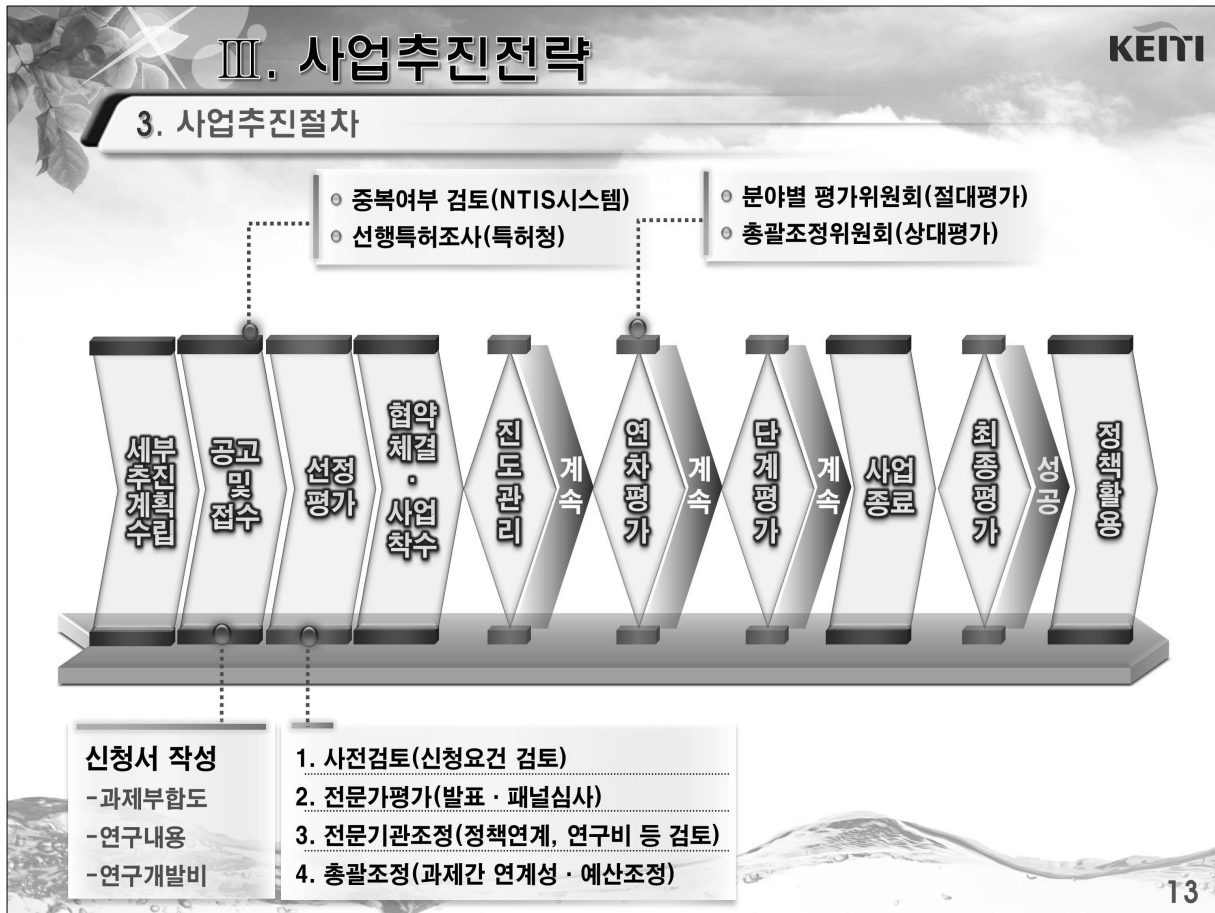 Ⅲ. 사업추진전략
KEITI
3. 사업추진절차
중복여부 검토(NTIS시스템)
선행특허조사(특허청)
분야별 평가위원회(절대평가)
총괄조정위원회(상대평가)
세부
추진
계획
수립
공고
및
접수
선정
평가
협약
체결
·
사업
착수
진
도
관
리
계
속
연
차
평
가
계
속
단
계
평
가
계
속
사업
종료
최
종
평
가
성
공
정
책
활
용
신청서 작성
-과제부합도
-연구내용
-연구개발비
1. 사전검토(신청요건 검토)
2. 전문가평가(발표 · 패널심사)
3. 전문기관조정(정책연계, 연구비 등 검토)
4. 총괄조정(과제간 연계성 · 예산조정)
13